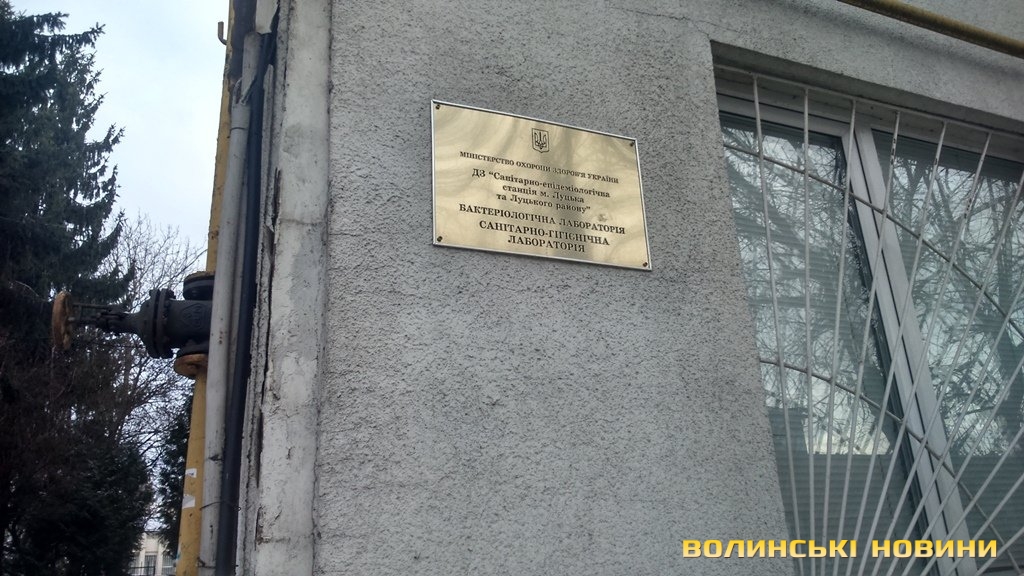 МІНІСТЕРСТВО ОХОРОНИ ЗДОРОВ'Я УКРАЇНИ
ДЗ "Санітарно-епідеміологічна
станція м. Луцька
та Луцького району"
БАКТЕРІОЛОГІЧНА ЛАБОРАТОРІЯ
САНІТАРНО-ГІГІЄНІЧНА
ЛАБОРАТОРІЯ
ВОЛИНСЬКІ НОВИНИ